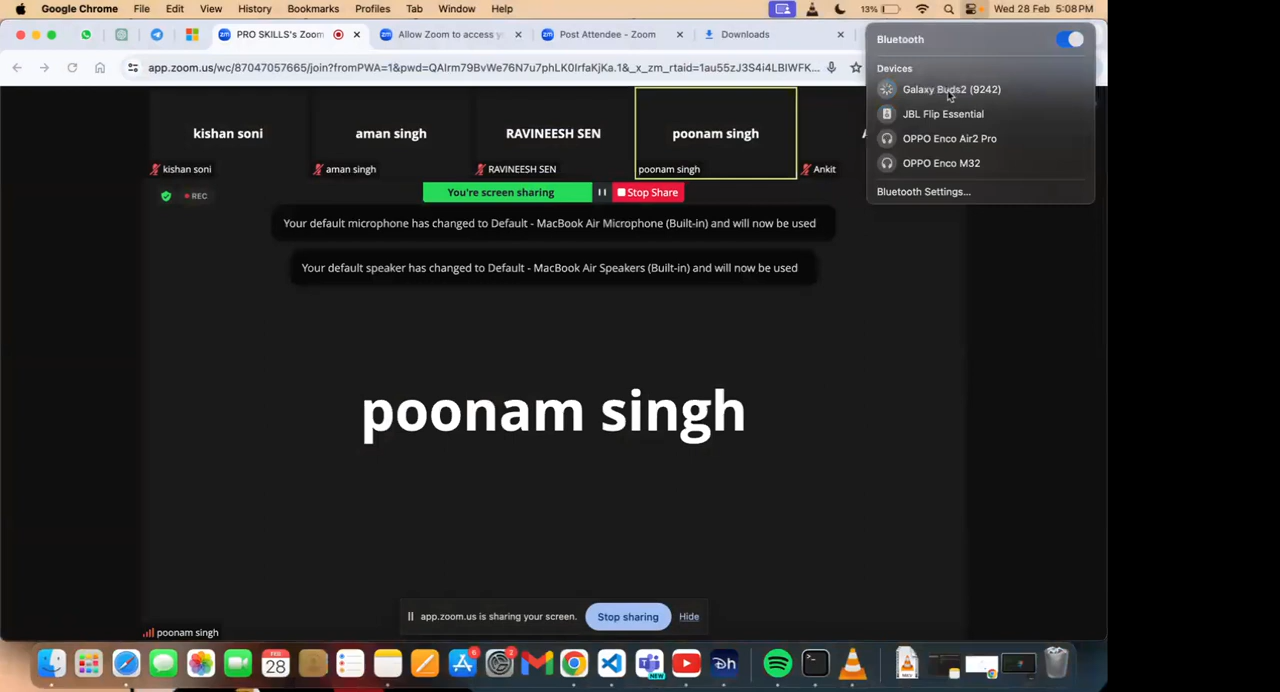 Google Chrome File Edit View History Bookmarks Profiles Tab Window Help 13% Wed 28 Feb 5:08 PM
PRO SKILLS's Zoom Allow Zoom to access y Post Attendee - Zoom Downloads
app.zoom.us/wc/87047057665/join?fromPWA=1&pwd=QAIrm79BvWe76N7u7phLK0IrfaKjKa.1&_x_zm_rtaid=1au55zJ3S4i4LBIWFK...
Bluetooth
Devices
Galaxy Buds2 (9242)
JBL Flip Essential
OPPO Enco Air2 Pro
OPPO Enco M32
Bluetooth Settings...
kishan soni aman singh RAVINEESH SEN poonam singh
kishan soni aman singh RAVINEESH SEN poonam singh Ankit
REC You're screen sharing Stop Share
Your default microphone has changed to Default - MacBook Air Microphone (Built-in) and will now be used
Your default speaker has changed to Default - MacBook Air Speakers (Built-in) and will now be used
poonam singh
app.zoom.us is sharing your screen. Stop sharing Hide
poonam singh
FEB 28 6 2 NEW